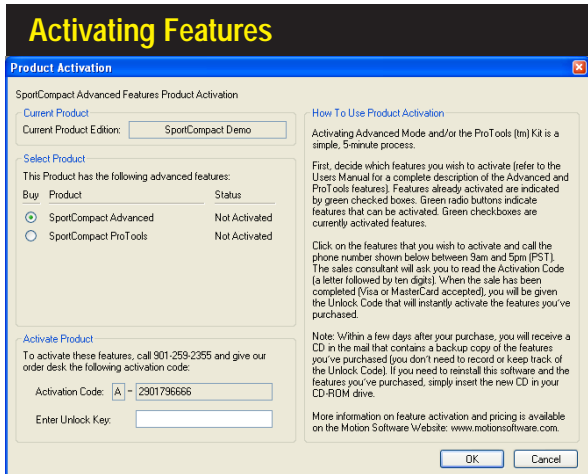 Activating Features
Product Activation
SportCompact Advanced Features Product Activation
Current Product
Current Product Edition: SportCompact Demo
Select Product
This Product has the following advanced features:
Buy Product Status
SportCompact Advanced Not Activated
SportCompact ProTools Not Activated
Activate Product
To activate these features, call 901-259-2355 and give our
order desk the following activation code:
Activation Code: A - 2901796666
Enter Unlock Key:
How To Use Product Activation
Activating Advanced Mode and/or the ProTools (tm) Kit is a
simple, 5-minute process.
First, decide which features you wish to activate (refer to the
Users Manual for a complete description of the Advanced and
ProTools features). Features already activated are indicated
by green checked boxes. Green radio buttons indicate
features that can be activated. Green checkboxes are
currently activated features.
Click on the features that you wish to activate and call the
phone number shown below between 9am and 5pm (PST).
The sales consultant will ask you to read the Activation Code
(a letter followed by ten digits). When the sale has been
completed (Visa or MasterCard accepted), you will be given
the Unlock Code that will instantly activate the features you've
purchased.
Note: Within a few days after your purchase, you will receive a
CD in the mail that contains a backup copy of the features
you've purchased (you don't need to record or keep track of
the Unlock Code). If you need to reinstall this software and the
features you've purchased, simply insert the new CD in your
CD-ROM drive.
More information on feature activation and pricing is available
on the Motion Software Website: www.motionsoftware.com.
OK Cancel